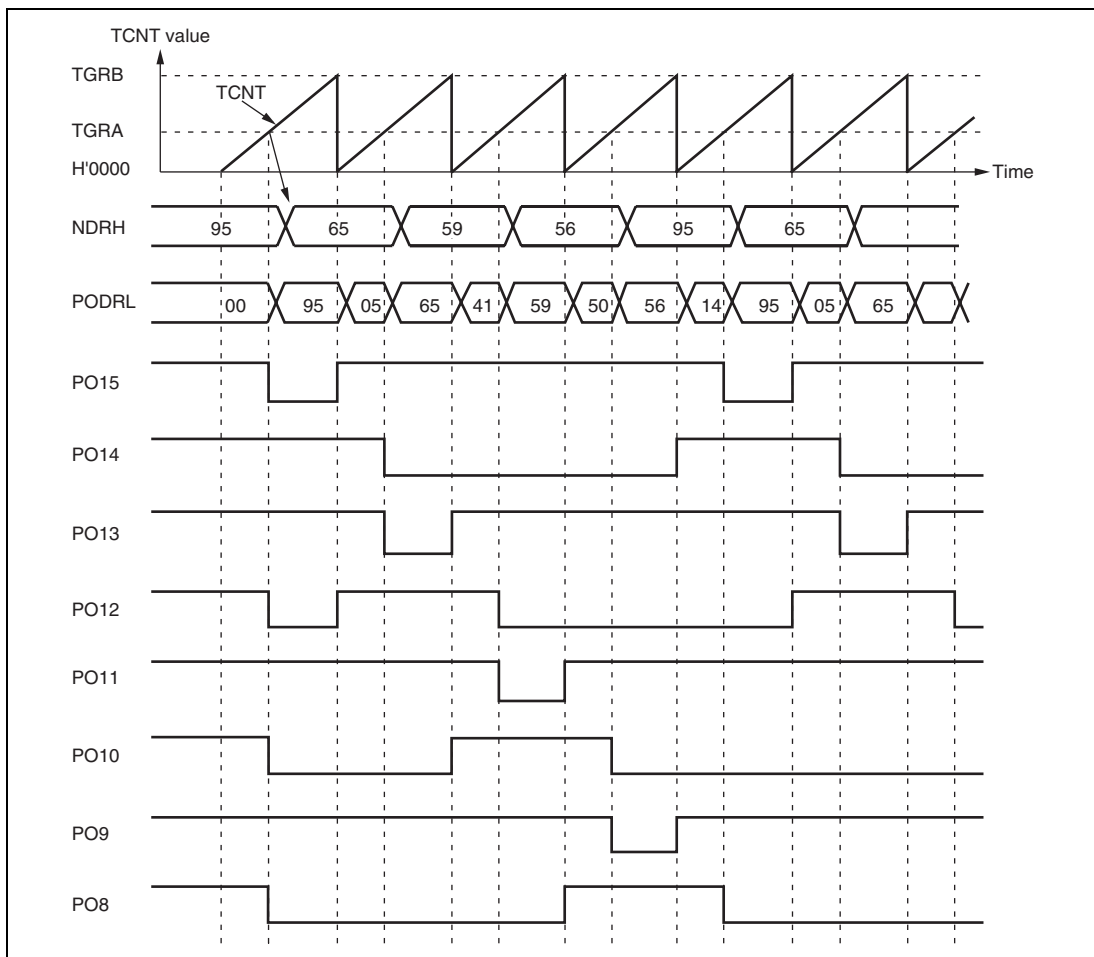 TCNT value
TGRB
TCNT
TGRA
H'0000
Time
NDRH 95 65 59 56 95 65
PODRL 00 95 05 65 41 59 50 56 14 95 05 65
PO15
PO14
PO13
PO12
PO11
PO10
PO9
PO8